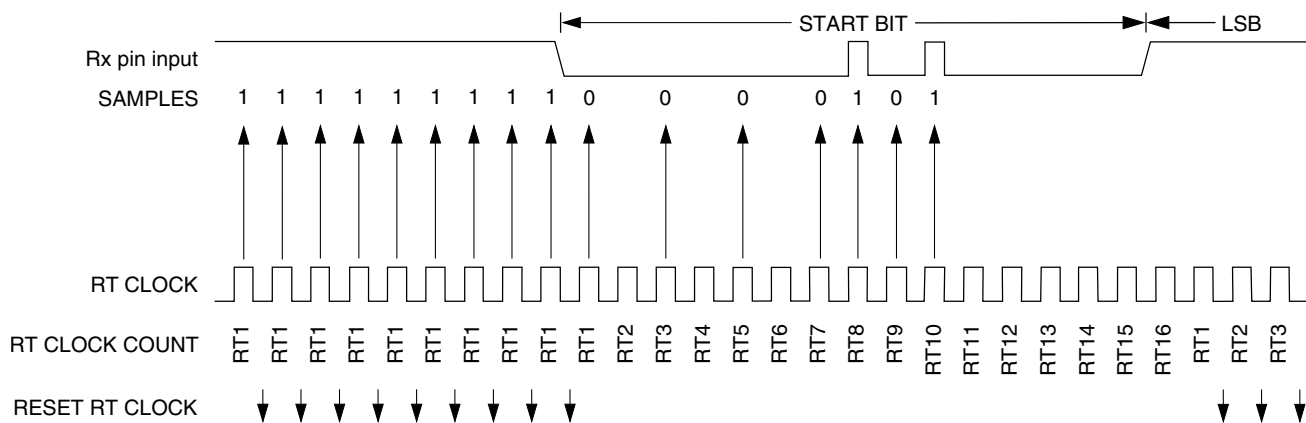 START BIT LSB
Rx pin input
SAMPLES 1 1 1 1 1 1 1 1 1 0 0 0 0 1 0 1
RT CLOCK
RT CLOCK COUNT RT1 RT1 RT1 RT1 RT1 RT1 RT1 RT1 RT1 RT1 RT2 RT3 RT4 RT5 RT6 RT7 RT8 RT9 RT10 RT11 RT12 RT13 RT14 RT15 RT16 RT1 RT2 RT3
RESET RT CLOCK